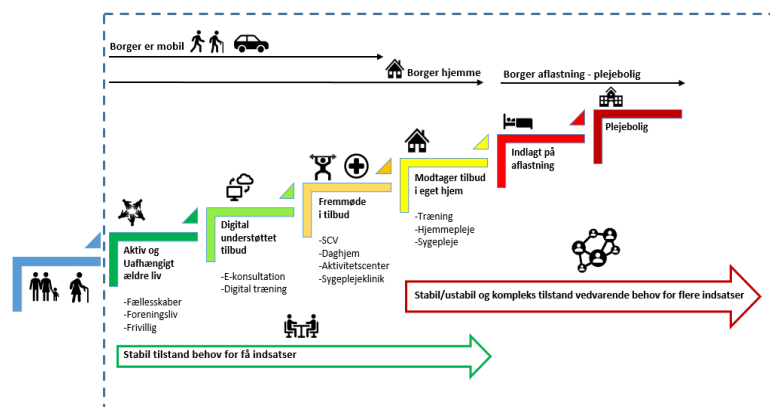 Borger er mobil
Borger hjemme
Borger aflastning - plejebolig
Aktiv og
Uafhængigt
ældre liv
-Fællesskaber
-Foreningsliv
-Frivillig
Digital
understøttet
tilbud
-E-konsultation
-Digital træning
Fremmøde
i tilbud
-SCV
-Daghjem
-Aktivitetscenter
-Sygeplejeklinik
Modtager tilbud
i eget hjem
-Træning
-Hjemmepleje
-Sygepleje
Indlagt på
aflastning
Plejebolig
Stabil/ustabil og kompleks tilstand vedvarende behov for flere indsatser
Stabil tilstand behov for få indsatser